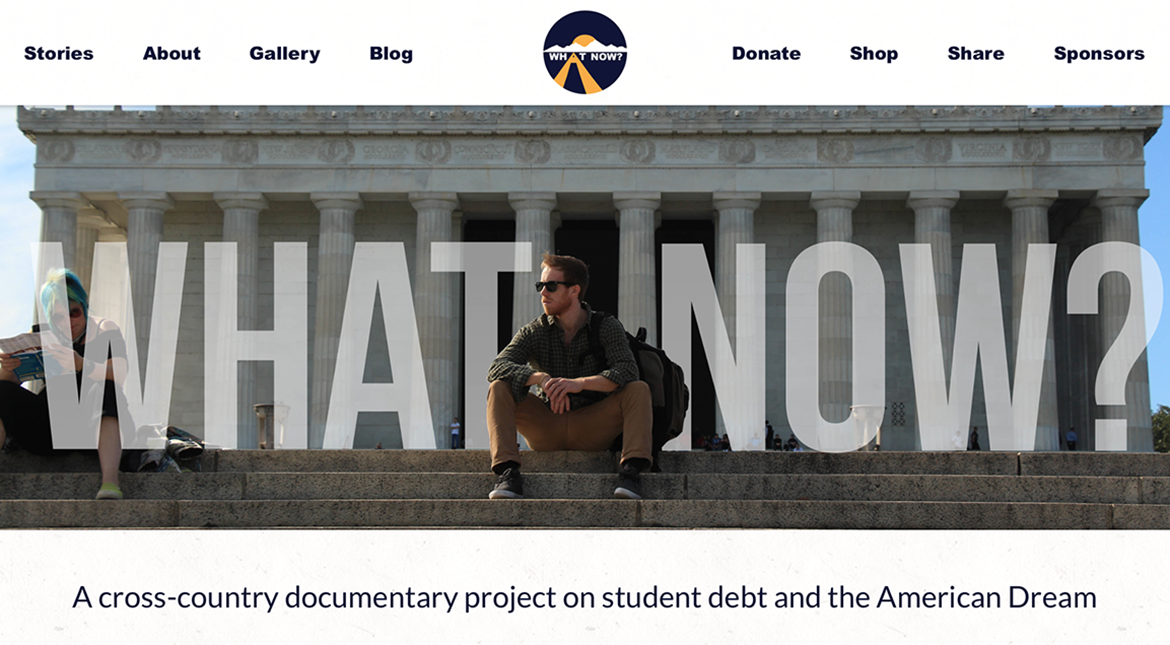 Stories About Gallery Blog WHAT NOW? Donate Shop Share Sponsors
VIRGINIA
WHAT NOW?
A cross-country documentary project on student debt and the American Dream